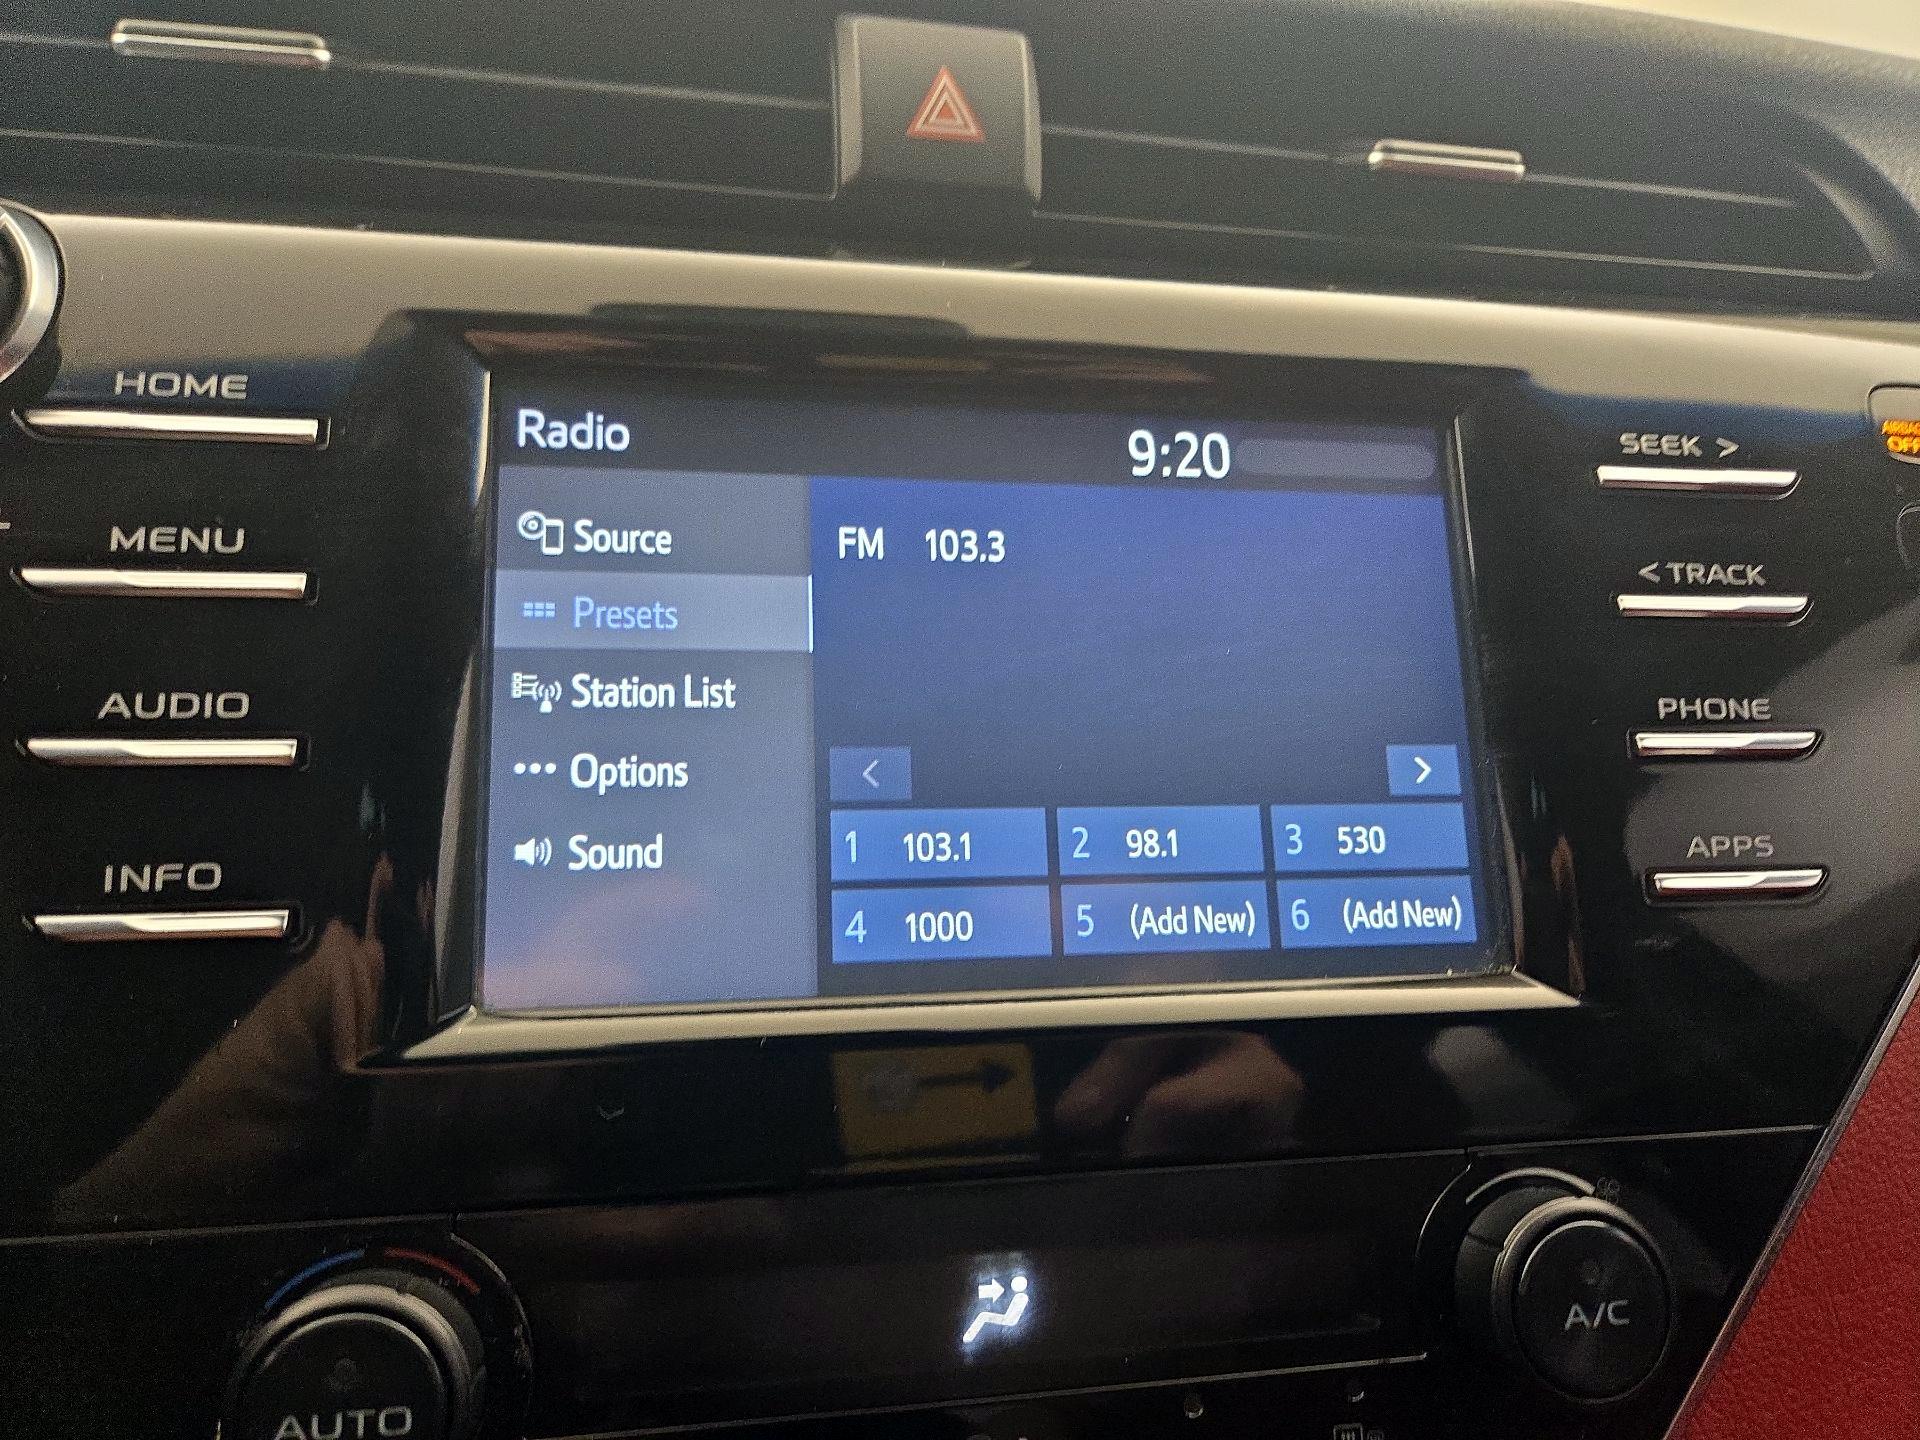 HOME
MENU
AUDIO
INFO
Radio
9:20
Source
Presets
Station List
Options
Sound
FM 103.3
<
>
1 103.1 2 98.1 3 530
4 1000 5 (Add New) 6 (Add New)
SEEK >
< TRACK
PHONE
APPS
OFF
AUTO
A/C